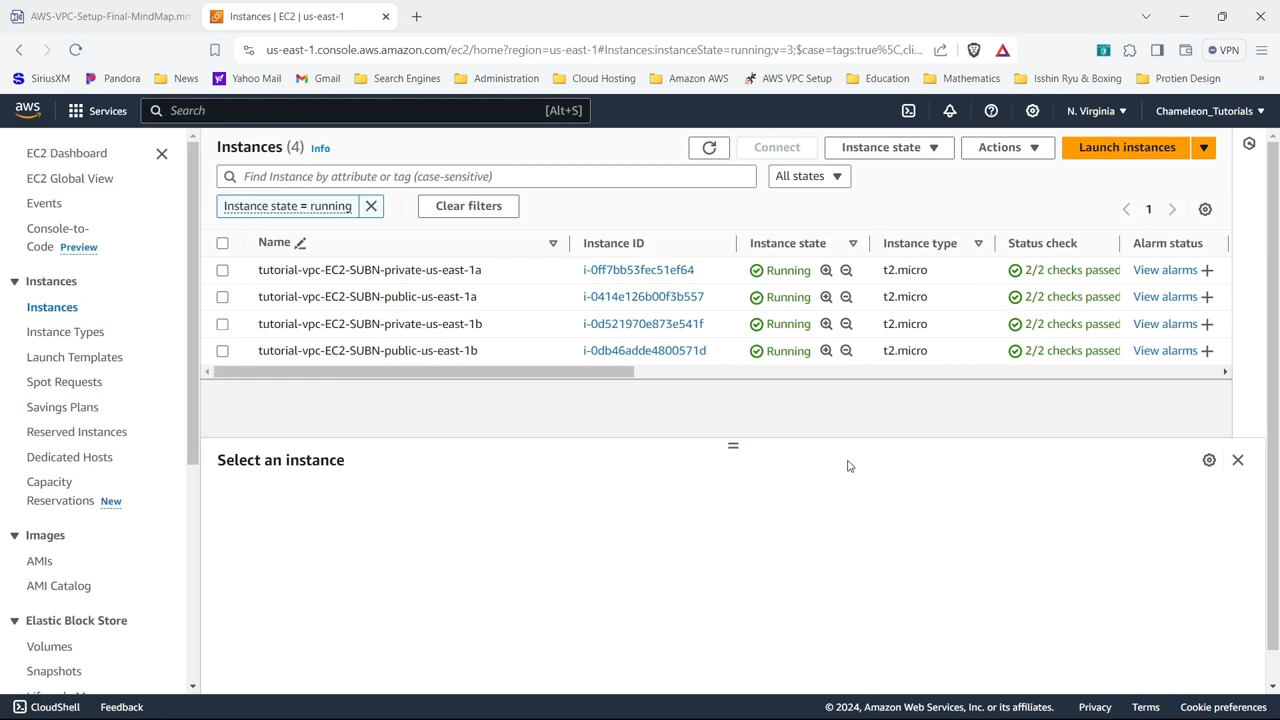 AWS-VPC-Setup-Final-MindMap.mm
Instances | EC2 | us-east-1
us-east-1.console.aws.amazon.com/ec2/home?region=us-east-1#Instances:instanceState=running;v=3;$case=tags:true%5C,cli...
VPN
SiriusXM Pandora News Yahoo Mail Gmail Search Engines Administration Cloud Hosting Amazon AWS AWS VPC Setup Education Mathematics Isshin Ryu & Boxing Protien Design »
aws Services Search [Alt+S] N. Virginia Chameleon_Tutorials
EC2 Dashboard
EC2 Global View
Events
Console-to-
Code Preview
Instances
Instances
Instance Types
Launch Templates
Spot Requests
Savings Plans
Reserved Instances
Dedicated Hosts
Capacity
Reservations New
Images
AMIs
AMI Catalog
Elastic Block Store
Volumes
Snapshots
Instances (4) Info Connect Instance state Actions Launch instances
Find Instance by attribute or tag (case-sensitive) All states
Instance state = running Clear filters 1
Name Instance ID Instance state Instance type Status check Alarm status
tutorial-vpc-EC2-SUBN-private-us-east-1a i-0ff7bb53fec51ef64 Running t2.micro 2/2 checks passed View alarms
tutorial-vpc-EC2-SUBN-public-us-east-1a i-0414e126b00f3b557 Running t2.micro 2/2 checks passed View alarms
tutorial-vpc-EC2-SUBN-private-us-east-1b i-0d521970e873e541f Running t2.micro 2/2 checks passed View alarms
tutorial-vpc-EC2-SUBN-public-us-east-1b i-0db46adde4800571d Running t2.micro 2/2 checks passed View alarms
Select an instance
CloudShell Feedback © 2024, Amazon Web Services, Inc. or its affiliates. Privacy Terms Cookie preferences